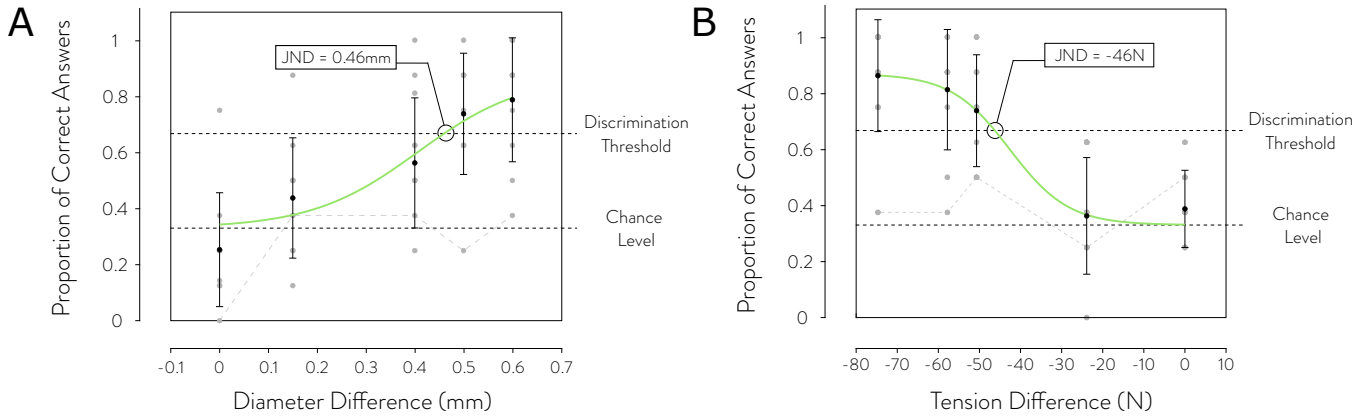 A
Proportion of Correct Answers
1
0.8
0.6
0.4
0.2
0
JND = 0.46mm
Discrimination
Threshold
Chance
Level
-0.1 0 0.1 0.2 0.3 0.4 0.5 0.6 0.7
Diameter Difference (mm)
B
Proportion of Correct Answers
1
0.8
0.6
0.4
0.2
0
JND = -46N
Discrimination
Threshold
Chance
Level
-80 -70 -60 -50 -40 -30 -20 -10 0 10
Tension Difference (N)